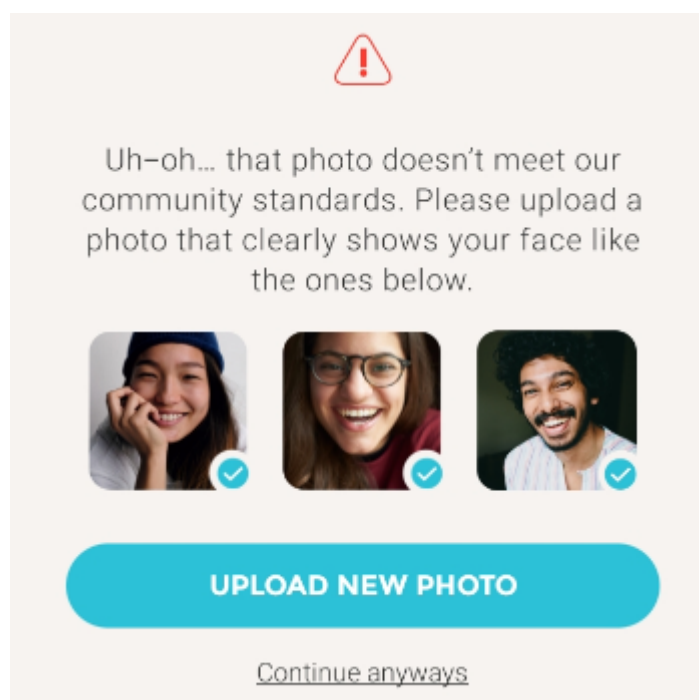 Uh-oh... that photo doesn't meet our
community standards. Please upload a
photo that clearly shows your face like
the ones below.
UPLOAD NEW PHOTO
Continue anyways